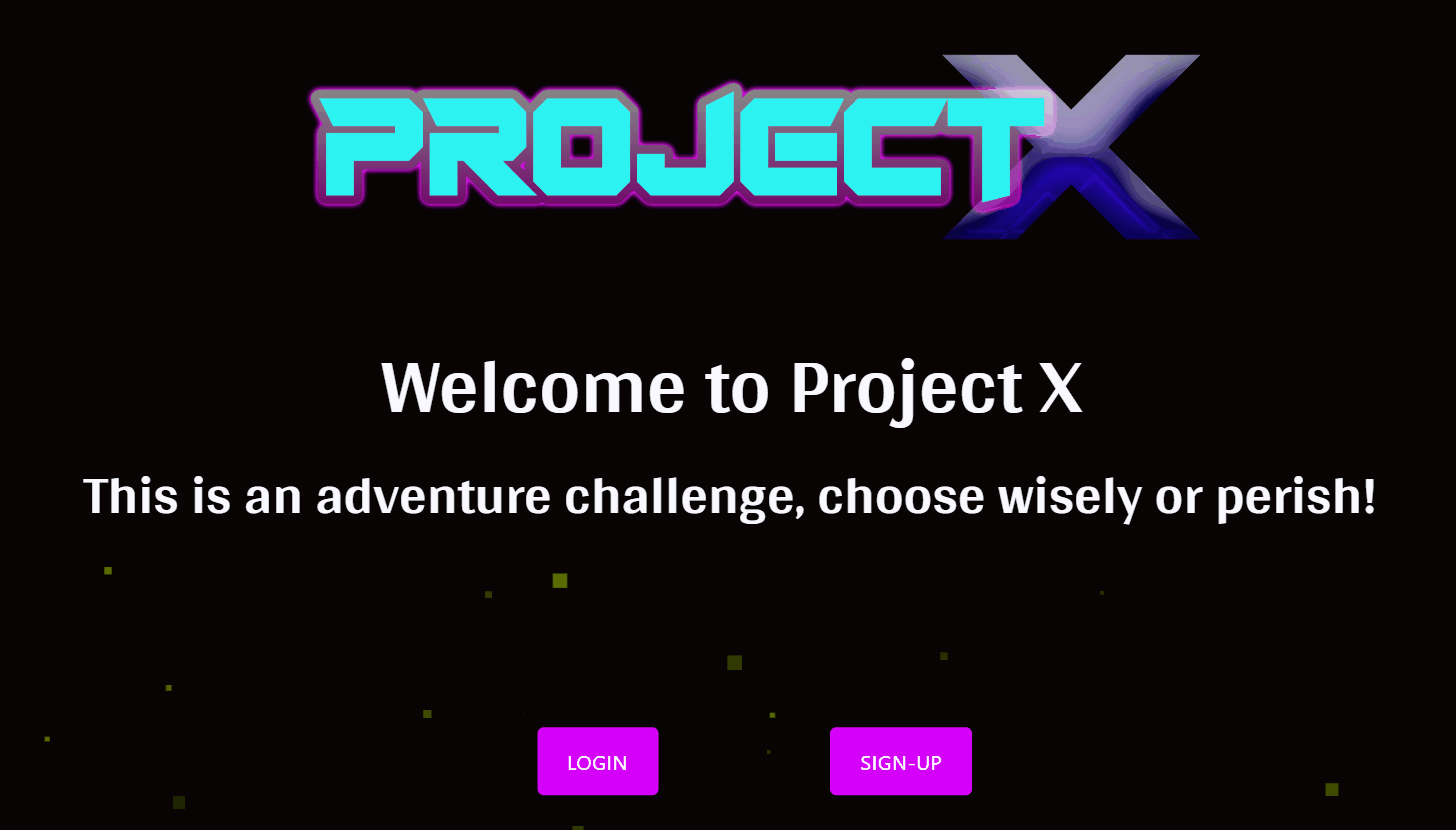 PROJECT X
Welcome to Project X
This is an adventure challenge, choose wisely or perish!
LOGIN
SIGN-UP